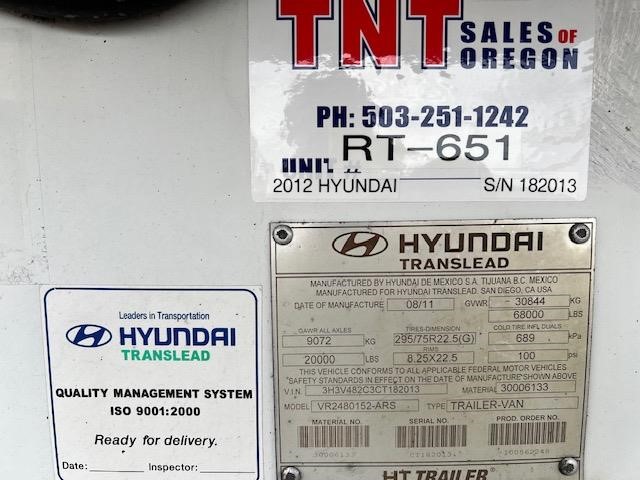 TNT SALES OF
OREGON
PH: 503-251-1242
UNIT # RT-651
2012 HYUNDAI S/N 182013
HYUNDAI
TRANSLEAD
MANUFACTURED BY HYUNDAI DE MEXICO S.A. TIJUANA B.C. MEXICO
MANUFACTURED FOR HYUNDAI TRANSLEAD. SAN DIEGO, CA USA
DATE OF MANUFACTURE 08/11 GVWR 30844 KG
68000 LBS
GAWR ALL AXLES TIRES-DIMENSION COLD TIRE INFL DUALS
9072 KG 295/75R22.5(G) 689 kPa
RIMS
20000 LBS 8.25X22.5 100 psi
THIS VEHICLE CONFORMS TO ALL APPLICABLE FEDERAL MOTOR VEHICLES
SAFETY STANDARDS IN EFFECT ON THE DATE OF MANUFACTURE SHOWN ABOVE.
V.I.N. 3H3V482C3CT182013 MATERIAL 30006133
MODEL VR2480152-ARS TYPE TRAILER-VAN
MATERIAL NO. SERIAL NO. PROD. ORDER NO.
30006133
HT TRAILER
Leaders in Transportation
HYUNDAI
TRANSLEAD
QUALITY MANAGEMENT SYSTEM
ISO 9001:2000
Ready for delivery.
Date: Inspector: